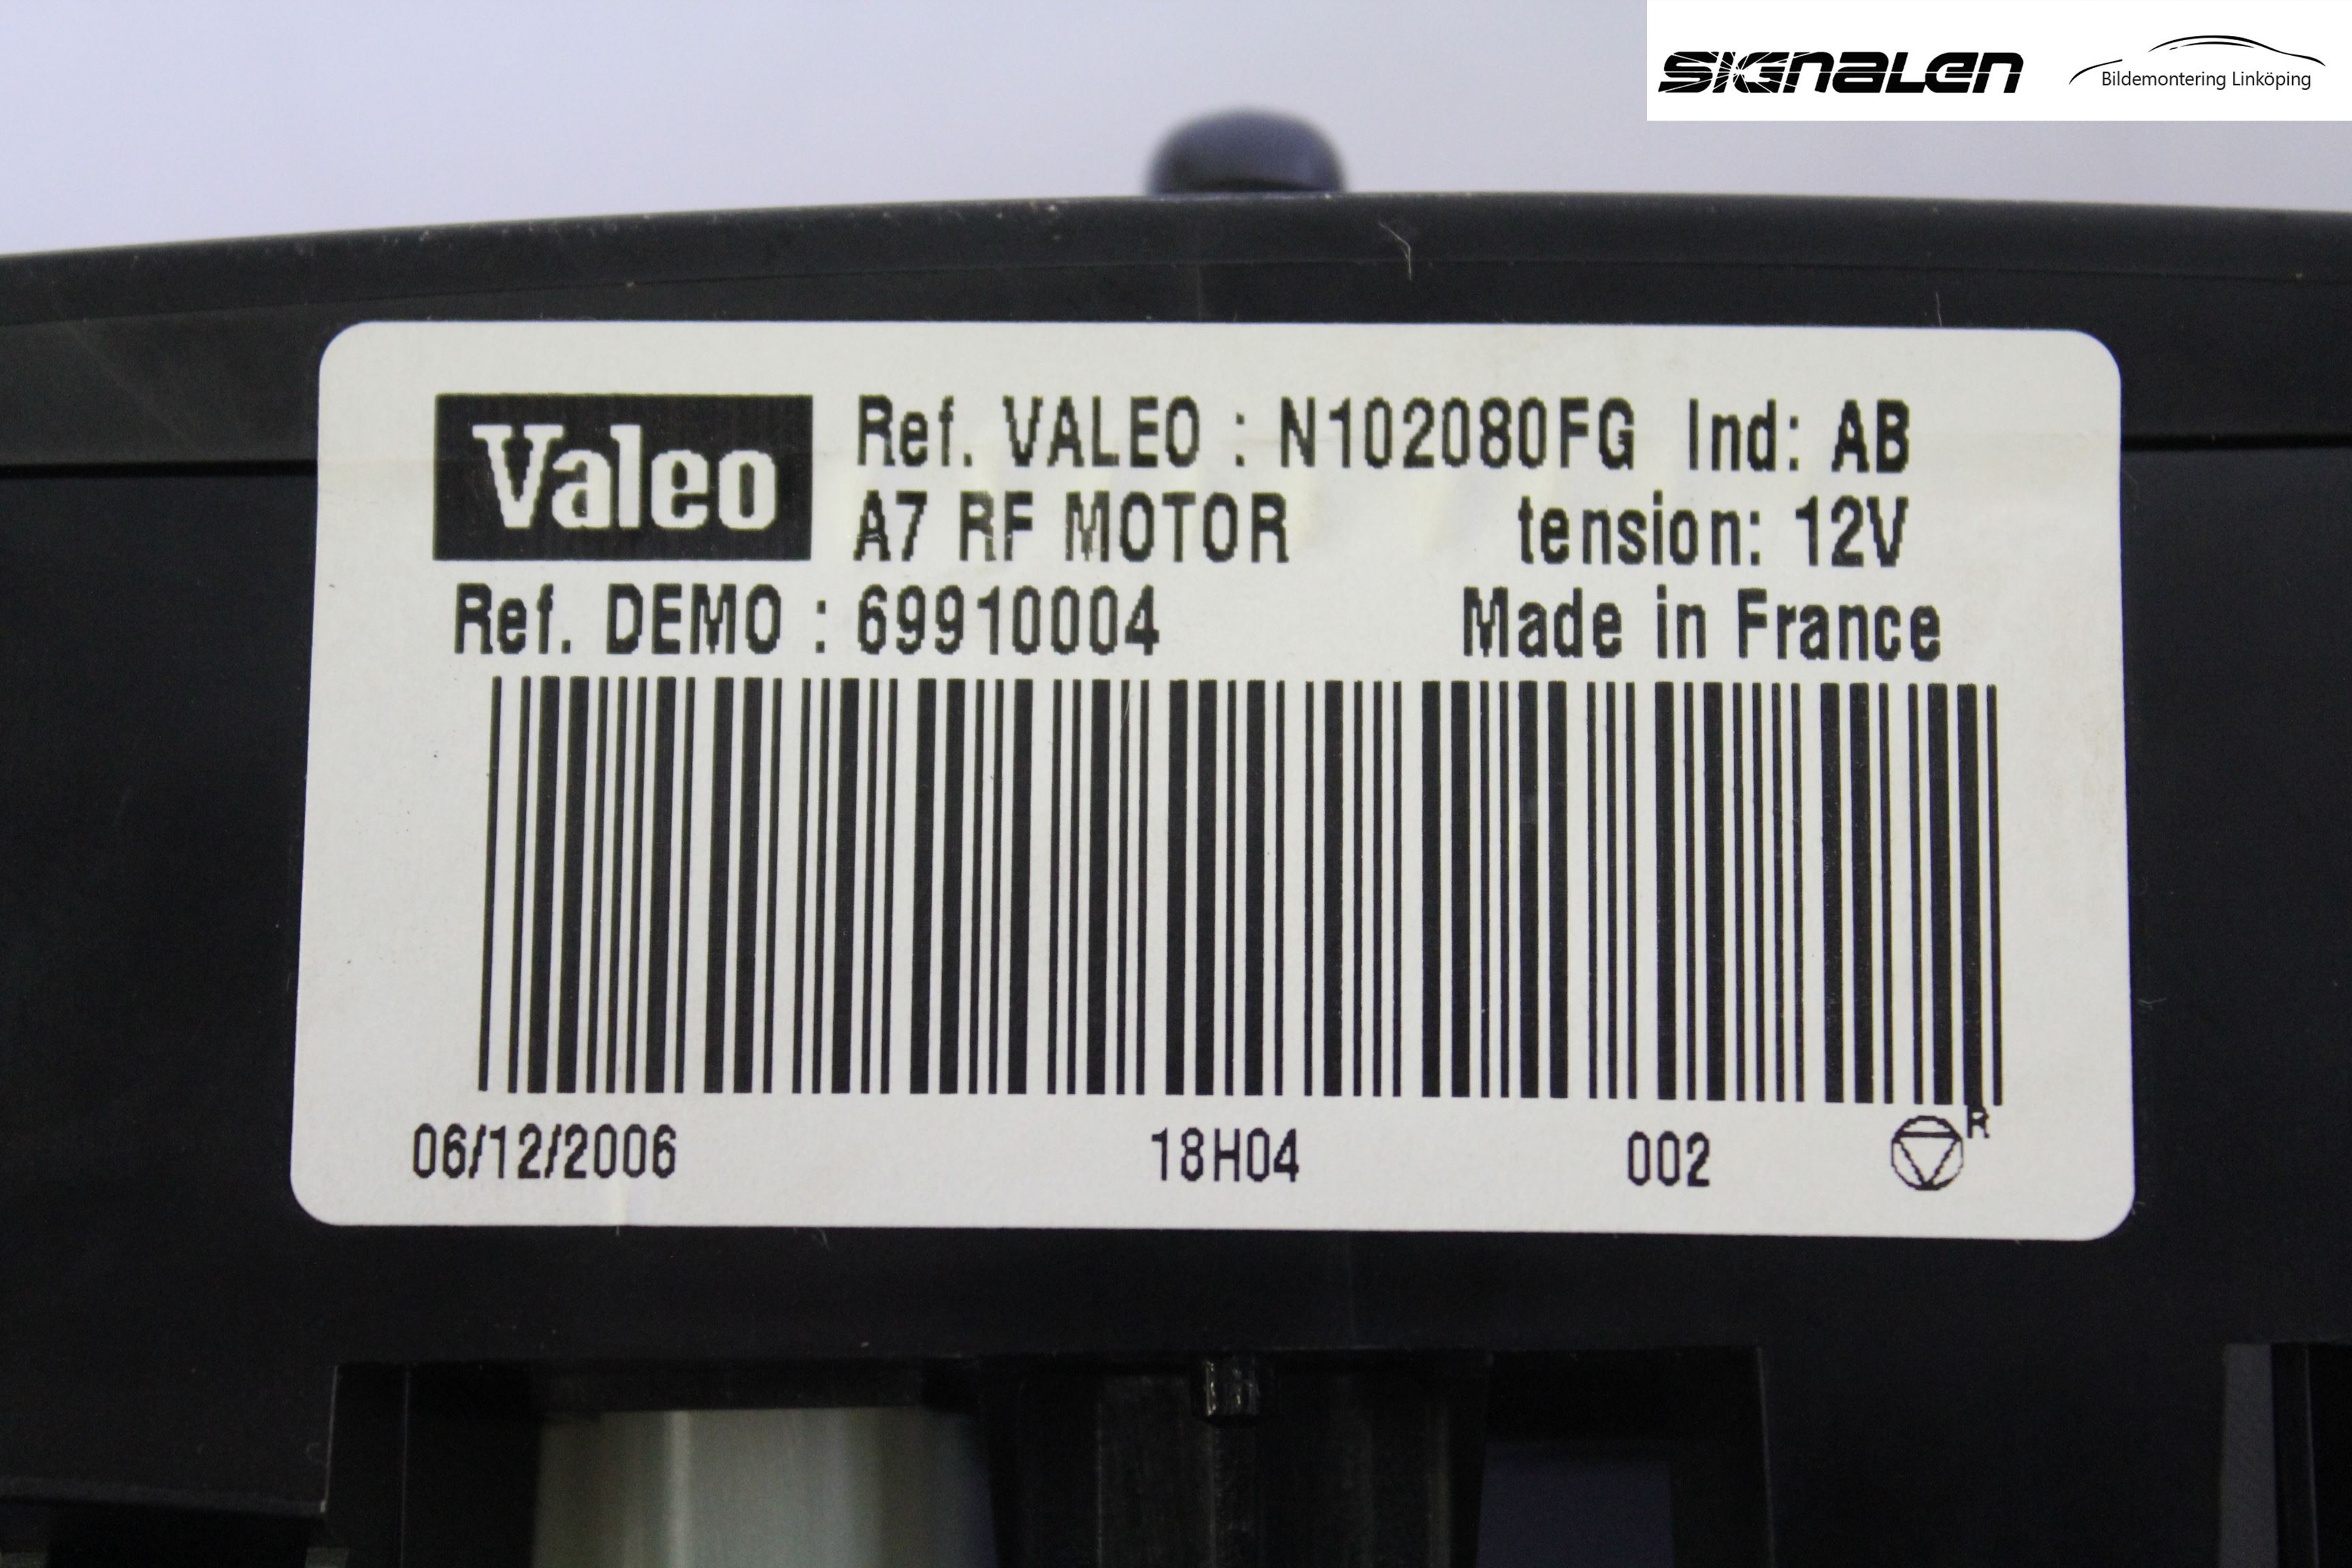 SIGNALEN
Bildemontering Linköping
Valeo
Ref. VALEO : N102080FG Ind: AB
A7 RF MOTOR tension: 12V
Ref. DEMO : 69910004 Made in France
06/12/2006 18H04 002 R